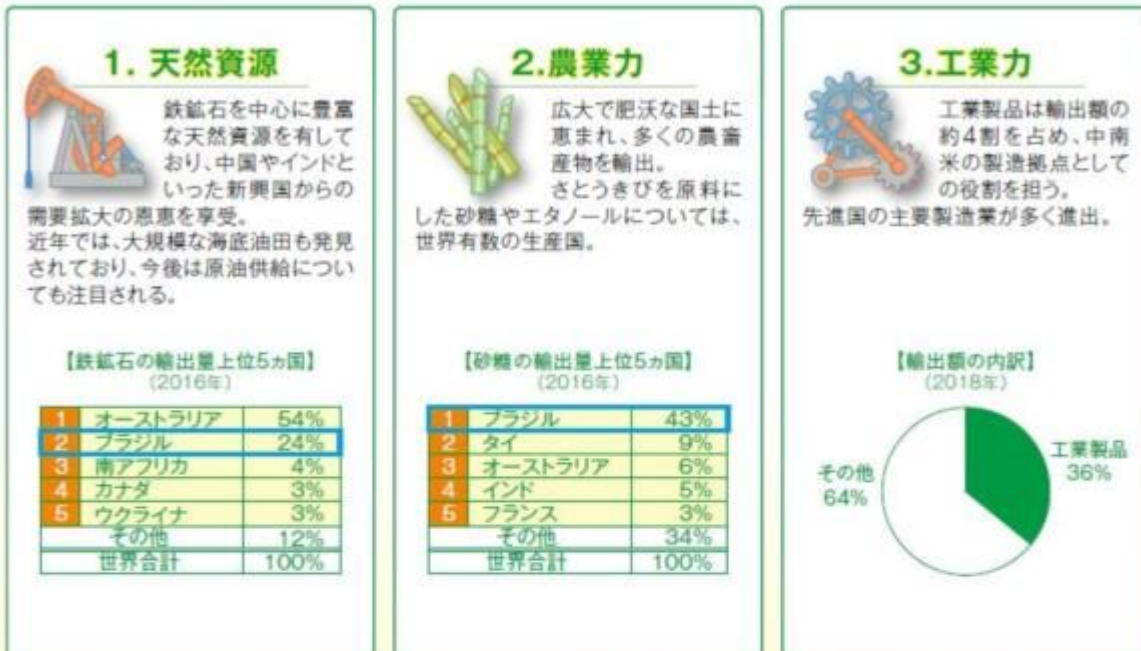 1. 天然資源
鉄鉱石を中心に豊富
な天然資源を有して
おり、中国やインドと
いった新興国からの
需要拡大の恩恵を享受。
近年では、大規模な海底油田も発見
されており、今後は原油供給につい
ても注目される。
【鉄鉱石の輸出量上位5ヵ国】
(2016年)
1 オーストラリア 54%
2 ブラジル 24%
3 南アフリカ 4%
4 カナダ 3%
5 ウクライナ 3%
その他 12%
世界合計 100%
2.農業力
広大で肥沃な国土に
恵まれ、多くの農畜
産物を輸出。
さとうきびを原料に
した砂糖やエタノールについては、
世界有数の生産国。
【砂糖の輸出量上位5ヵ国】
(2016年)
1 ブラジル 43%
2 タイ 9%
3 オーストラリア 6%
4 インド 5%
5 フランス 3%
その他 34%
世界合計 100%
3.工業力
工業製品は輸出額の
約4割を占め、中南
米の製造拠点として
の役割を担う。
先進国の主要製造業が多く進出。
【輸出額の内訳】
(2018年)
工業製品
36%
その他
64%